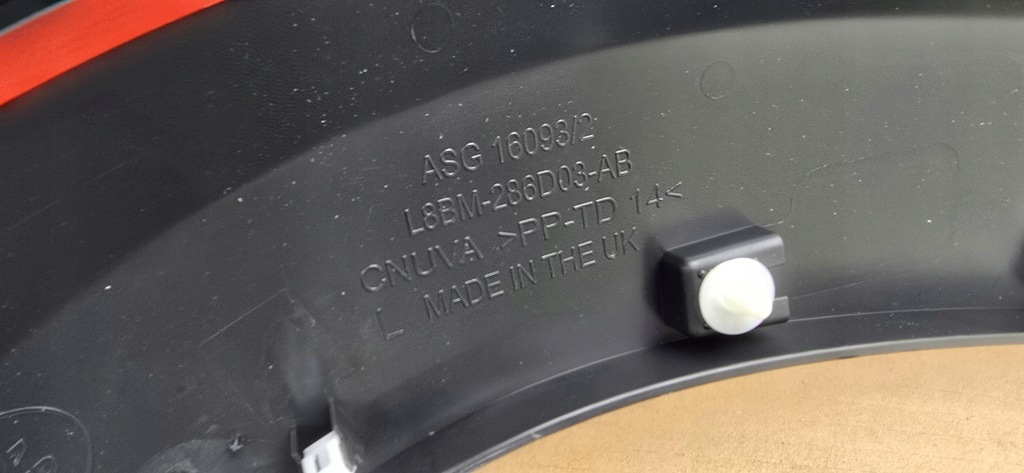 ASG 16093/2
L8BM-286D03-AB
CNUVA >PP-TD 14<
MADE IN THE UK
L